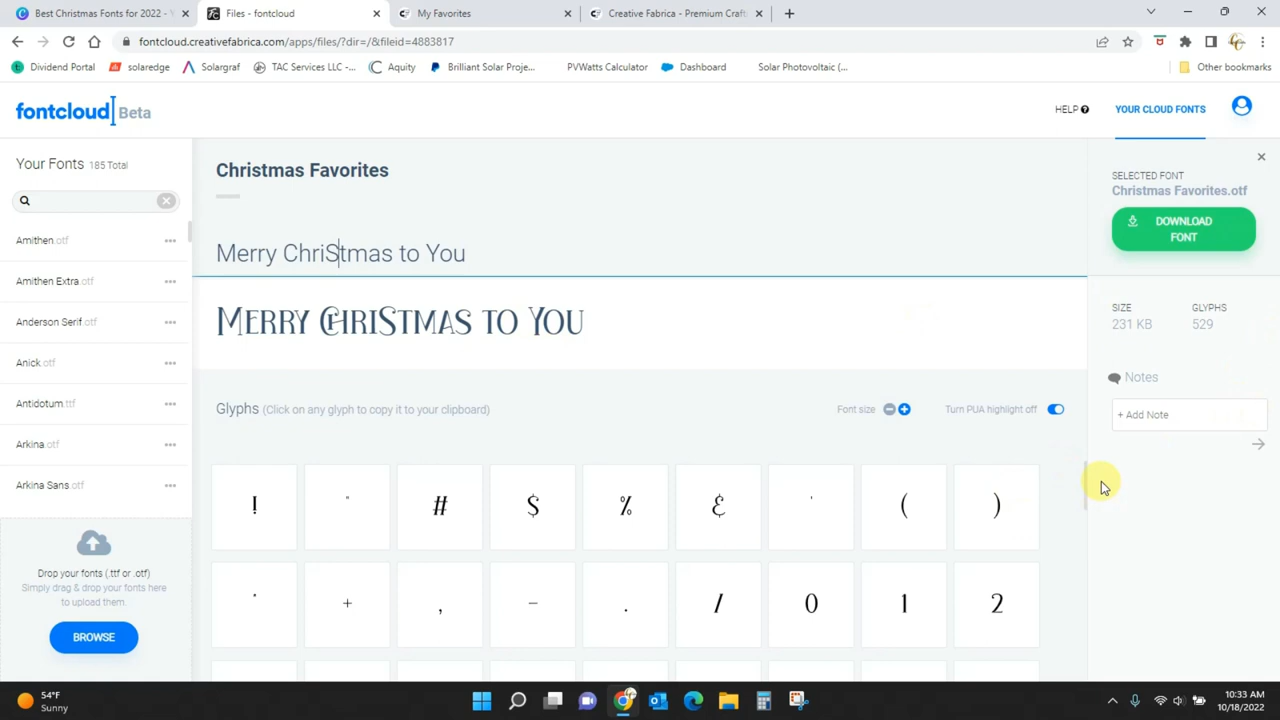 Best Christmas Fonts for 2022 - Y
Files - fontcloud
My Favorites
Creative Fabrica - Premium Craft
fontcloud.creativefabrica.com/apps/files/?dir=/&fileid=4883817
Dividend Portal
solaredge
Solargraf
TAC Services LLC -...
Aquity
Brilliant Solar Proje...
PVWatts Calculator
Dashboard
Solar Photovoltaic (...
Other bookmarks
fontcloud Beta
HELP
YOUR CLOUD FONTS
Your Fonts 185 Total
Amithen.otf
Amithen Extra.otf
Anderson Serif.otf
Anick.otf
Antidotum.ttf
Arkina.otf
Arkina Sans.otf
Drop your fonts (.ttf or .otf)
Simply drag & drop your fonts here
to upload them.
BROWSE
Christmas Favorites
Merry ChriStmas to You
Merry ChriStmas to You
Glyphs (Click on any glyph to copy it to your clipboard)
Font size
Turn PUA highlight off
! " # $ % & ' ( )
* + , - . / 0 1 2
SELECTED FONT
Christmas Favorites.otf
DOWNLOAD
FONT
SIZE
231 KB
GLYPHS
529
Notes
+ Add Note
54°F
Sunny
10:33 AM
10/18/2022